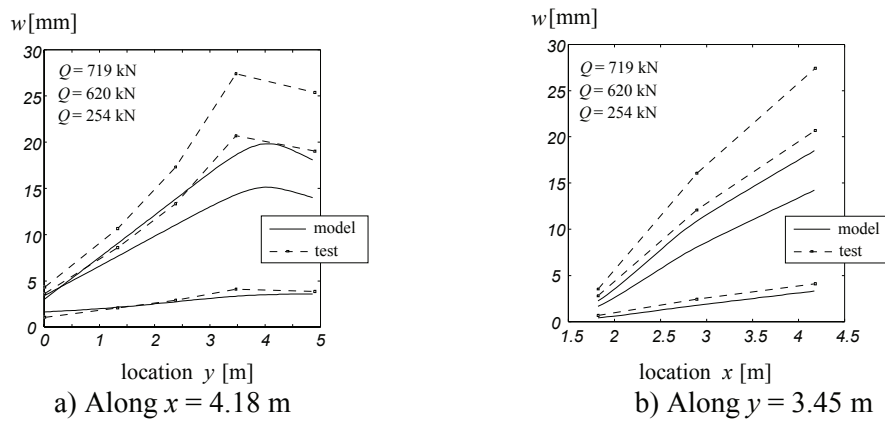 w[mm]
30
25
20
15
10
5
0
0
1
2
3
4
5
Q = 719 kN
Q = 620 kN
Q = 254 kN
model
test
location y [m]
a) Along x = 4.18 m
w[mm]
30
25
20
15
10
5
0
1.5
2
2.5
3
3.5
4
4.5
Q = 719 kN
Q = 620 kN
Q = 254 kN
model
test
location x [m]
b) Along y = 3.45 m